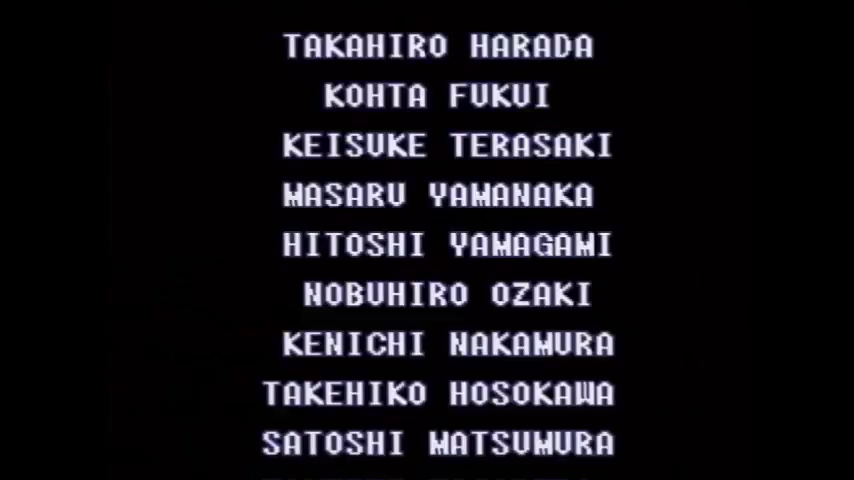 TAKAHIRO HARADA
KOHTA FUKUI
KEISUKE TERASAKI
MASARU YAMANAKA
HITOSHI YAMAGAMI
NOBUHIRO OZAKI
KENICHI NAKAMURA
TAKEHIKO HOSOKAWA
SATOSHI MATSUMURA